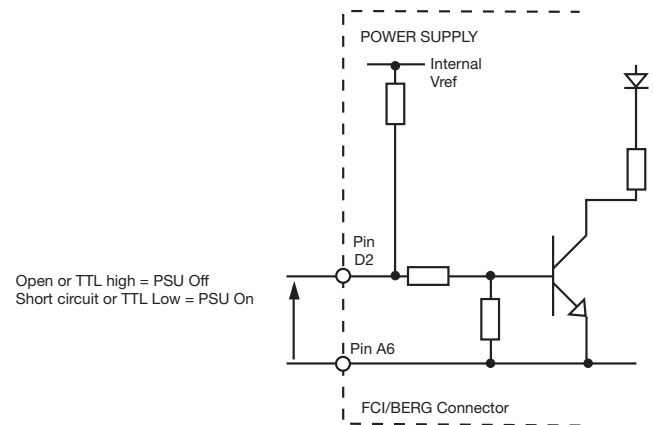 POWER SUPPLY
Internal
Vref
Pin
D2
Open or TTL high = PSU Off
Short circuit or TTL Low = PSU On
Pin A6
FCI/BERG Connector